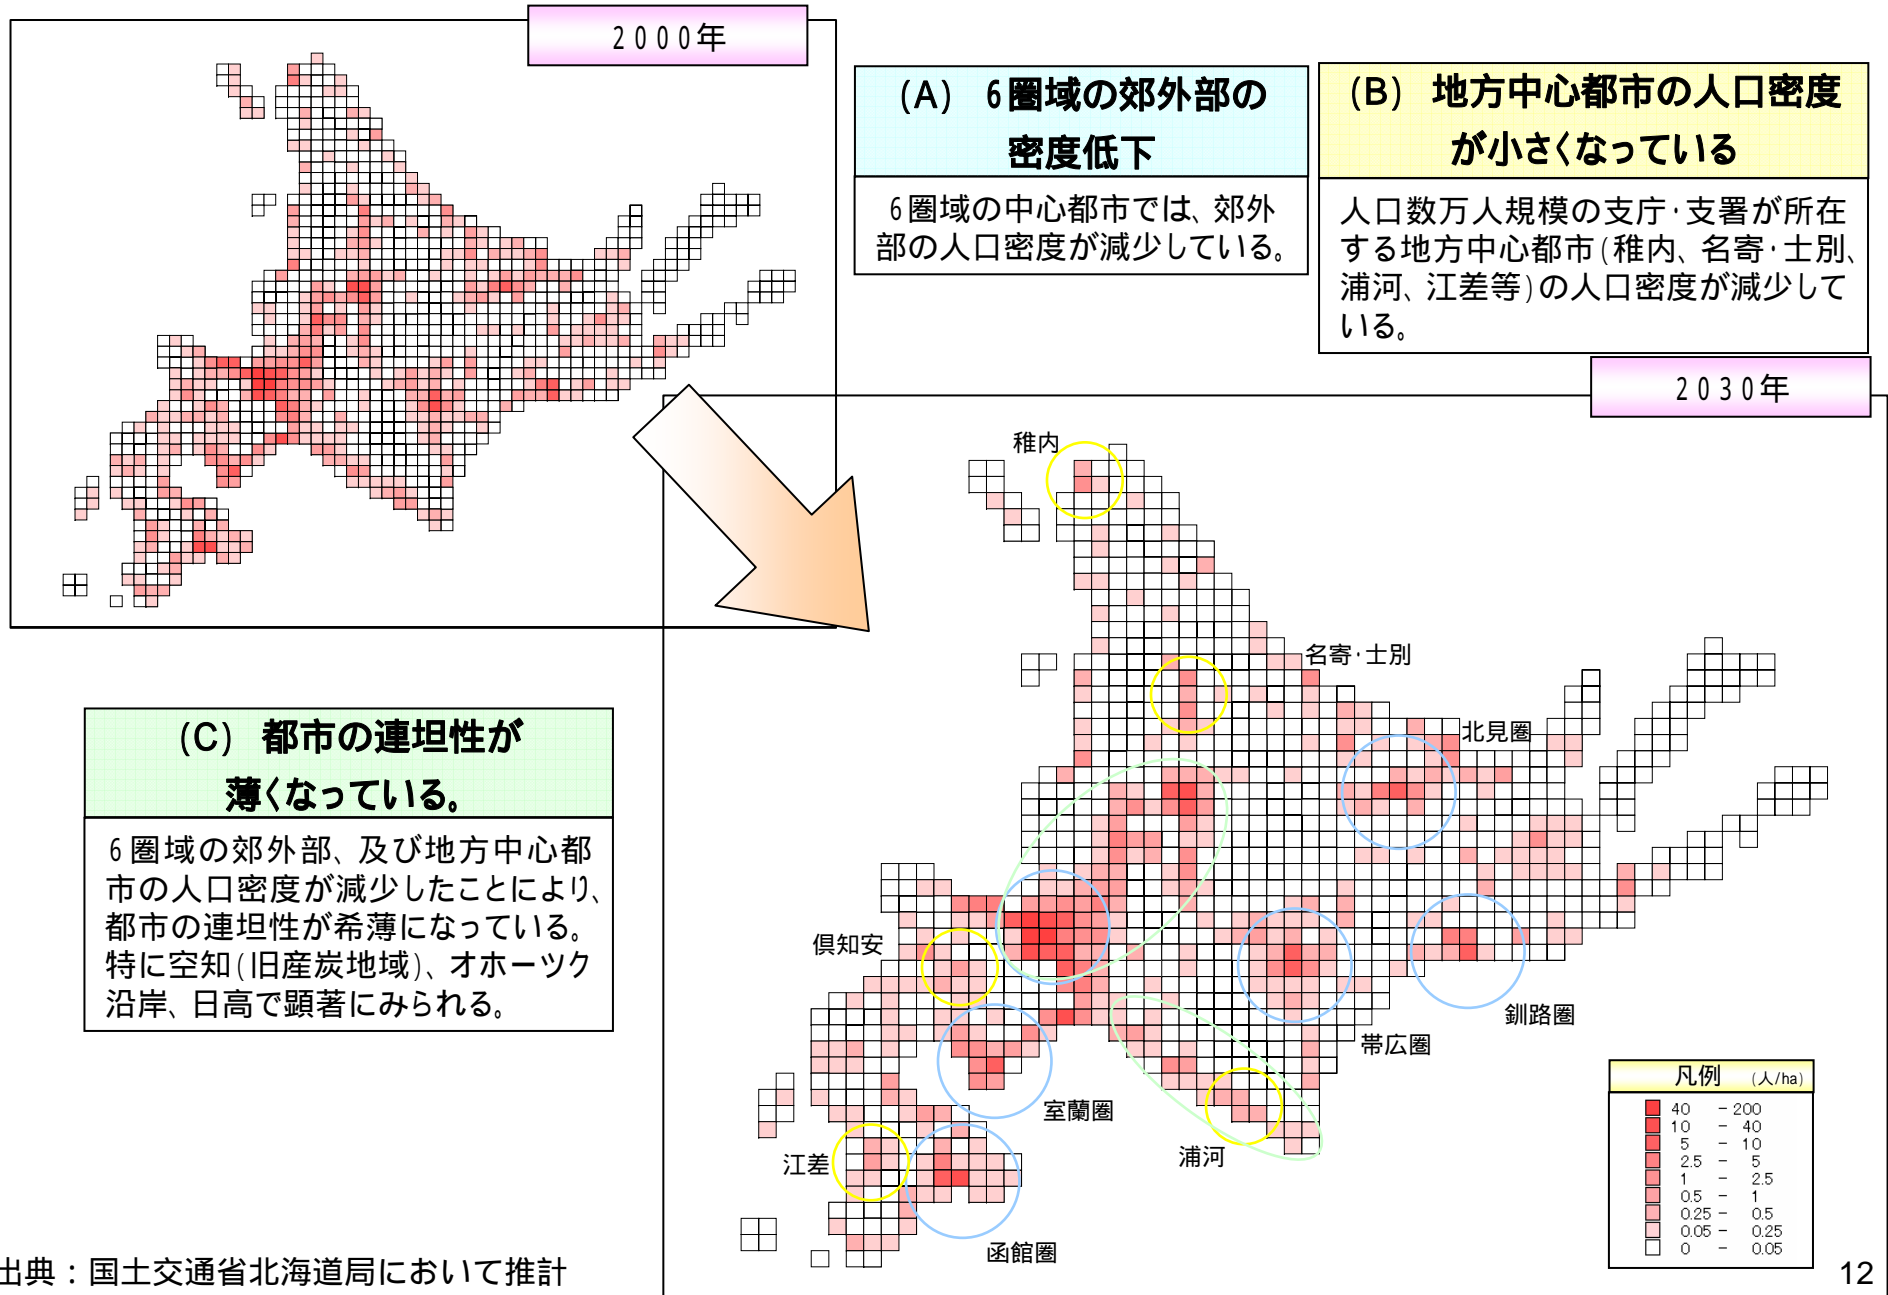 2000年
(A) 6圏域の郊外部の
密度低下
6圏域の中心都市では、郊外
部の人口密度が減少している。
(B) 地方中心都市の人口密度
が小さくなっている
人口数万人規模の支庁・支署が所在
する地方中心都市(稚内、名寄・士別、
浦河、江差等)の人口密度が減少して
いる。
2030年
(C) 都市の連坦性が
薄くなっている。
6圏域の郊外部、及び地方中心都
市の人口密度が減少したことにより、
都市の連坦性が希薄になっている。
特に空知(旧産炭地域)、オホーツク
沿岸、日高で顕著にみられる。
稚内
名寄・士別
北見圏
倶知安
釧路圏
帯広圏
室蘭圏
浦河
江差
函館圏
凡例 (人/ha)
40 - 200
10 - 40
5 - 10
2.5 - 5
1 - 2.5
0.5 - 1
0.25 - 0.5
0.05 - 0.25
0 - 0.05
出典：国土交通省北海道局において推計
12